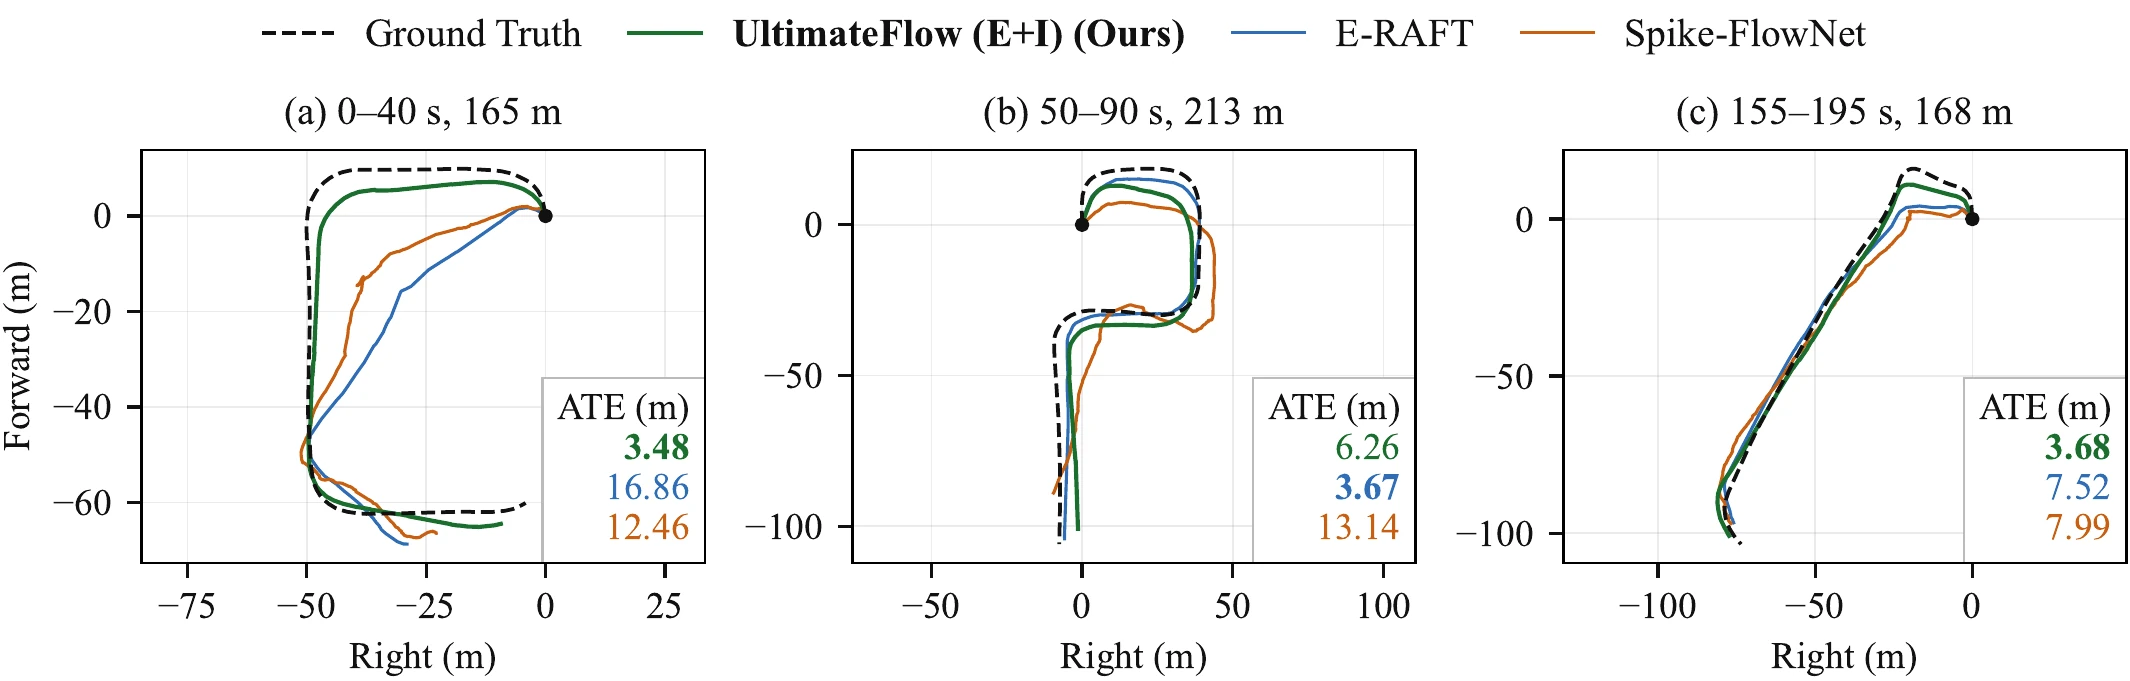 Ground Truth
UltimateFlow (E+I) (Ours)
E-RAFT
Spike-FlowNet
(a) 0–40 s, 165 m
(b) 50–90 s, 213 m
(c) 155–195 s, 168 m
Forward (m)
0
−20
−40
−60
−75
−50
−25
0
25
Right (m)
ATE (m)
3.48
16.86
12.46
0
−50
−100
−50
0
50
100
Right (m)
ATE (m)
6.26
3.67
13.14
0
−50
−100
−100
−50
0
Right (m)
ATE (m)
3.68
7.52
7.99